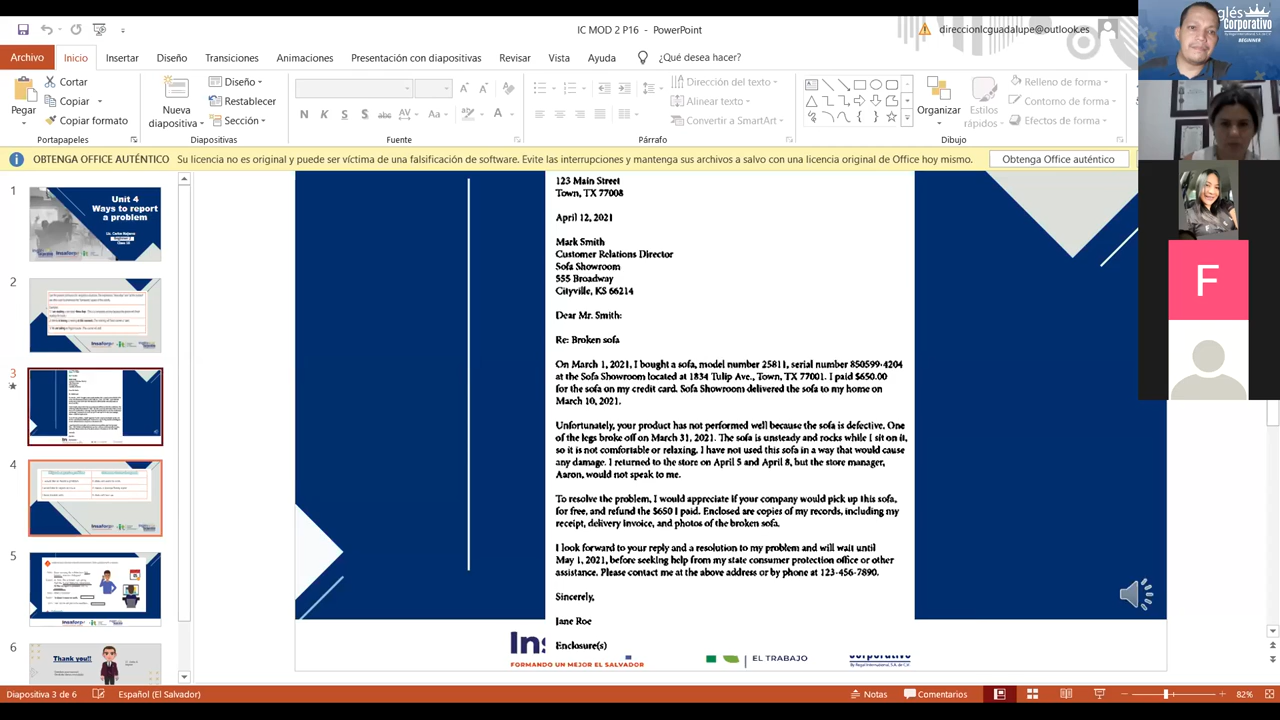 IC MOD 2 P16 - PowerPoint
direccionlcguadalupe@outlook.es
Inglés
Corporativo
BEGINNER
Archivo Inicio Insertar Diseño Transiciones Animaciones Presentación con diapositivas Revisar Vista Ayuda ¿Qué desea hacer?
Pegar
Cortar
Copiar
Copiar formato
Portapapeles
Nueva diapositiva
Diseño
Restablecer
Sección
Diapositivas
N K S S abc AV Aa A
Fuente
Dirección del texto
Alinear texto
Convertir a SmartArt
Párrafo
Organizar
Estilos rápidos
Relleno de forma
Contorno de forma
Efectos de forma
Dibujo
OBTENGA OFFICE AUTÉNTICO Su licencia no es original y puede ser víctima de una falsificación de software. Evite las interrupciones y mantenga sus archivos a salvo con una licencia original de Office hoy mismo. Obtenga Office auténtico
1
Unit 4
Ways to report
a problem
2
3
4
5
6
Thank you!!
123 Main Street
Town, TX 77008
April 12, 2021
Mark Smith
Customer Relations Director
Sofa Showroom
555 Broadway
Cityville, KS 66214
Dear Mr. Smith:
Re: Broken sofa
On March 1, 2021, I bought a sofa, model number 25811, serial number 850599-4204
at the Sofa Showroom located at 1834 Tulip Ave., Town, TX 77001. I paid $650.00
for the sofa on my credit card. Sofa Showroom delivered the sofa to my home on
March 10, 2021.
Unfortunately, your product has not performed well because the sofa is defective. One
of the legs broke off on March 31, 2021. The sofa is unsteady and rocks while I sit on it,
so it is not comfortable or relaxing. I have not used this sofa in a way that would cause
any damage. I returned to the store on April 5 and April 8, but the store manager,
Aaron, would not speak to me.
To resolve the problem, I would appreciate if your company would pick up this sofa,
for free, and refund the $650 I paid. Enclosed are copies of my records, including my
receipt, delivery invoice, and photos of the broken sofa.
I look forward to your reply and a resolution to my problem and will wait until
May 1, 2021, before seeking help from my state consumer protection office or other
assistance. Please contact me at the above address or by phone at 123-456-7890.
Sincerely,
Jane Roe
Enclosure(s)
Ins
FORMANDO UN MEJOR EL SALVADOR
EL TRABAJO
F
Diapositiva 3 de 6 Español (El Salvador) Notas Comentarios 82%